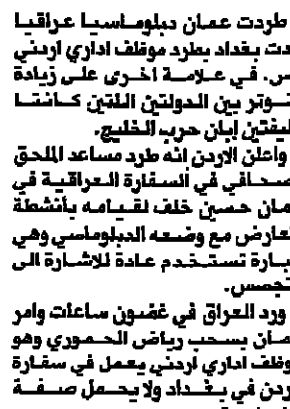 طردت عمان دبلوماسيا عراقيا
دت بغداد بطرد موظف اداري اردني
س. في علامة اخرى على زيادة
توتر بين الدولتين اللتين كانتا
ليفتين إبان حرب الخليج.
واعلن الاردن انه طرد مساعد الملحق
صحافي في السفارة العراقية في
مان حسين خلف لقيامه بأنشطة
تعارض مع وضعه الدبلوماسي وهي
بارة تستخدم عادة للاشارة الى
تجسس.
ورد العراق في غضون ساعات وامر
مان بسحب رياض الحموري وهو
وظف اداري اردني يعمل في سفارة
ردن في بغداد ولا يحمل صفة